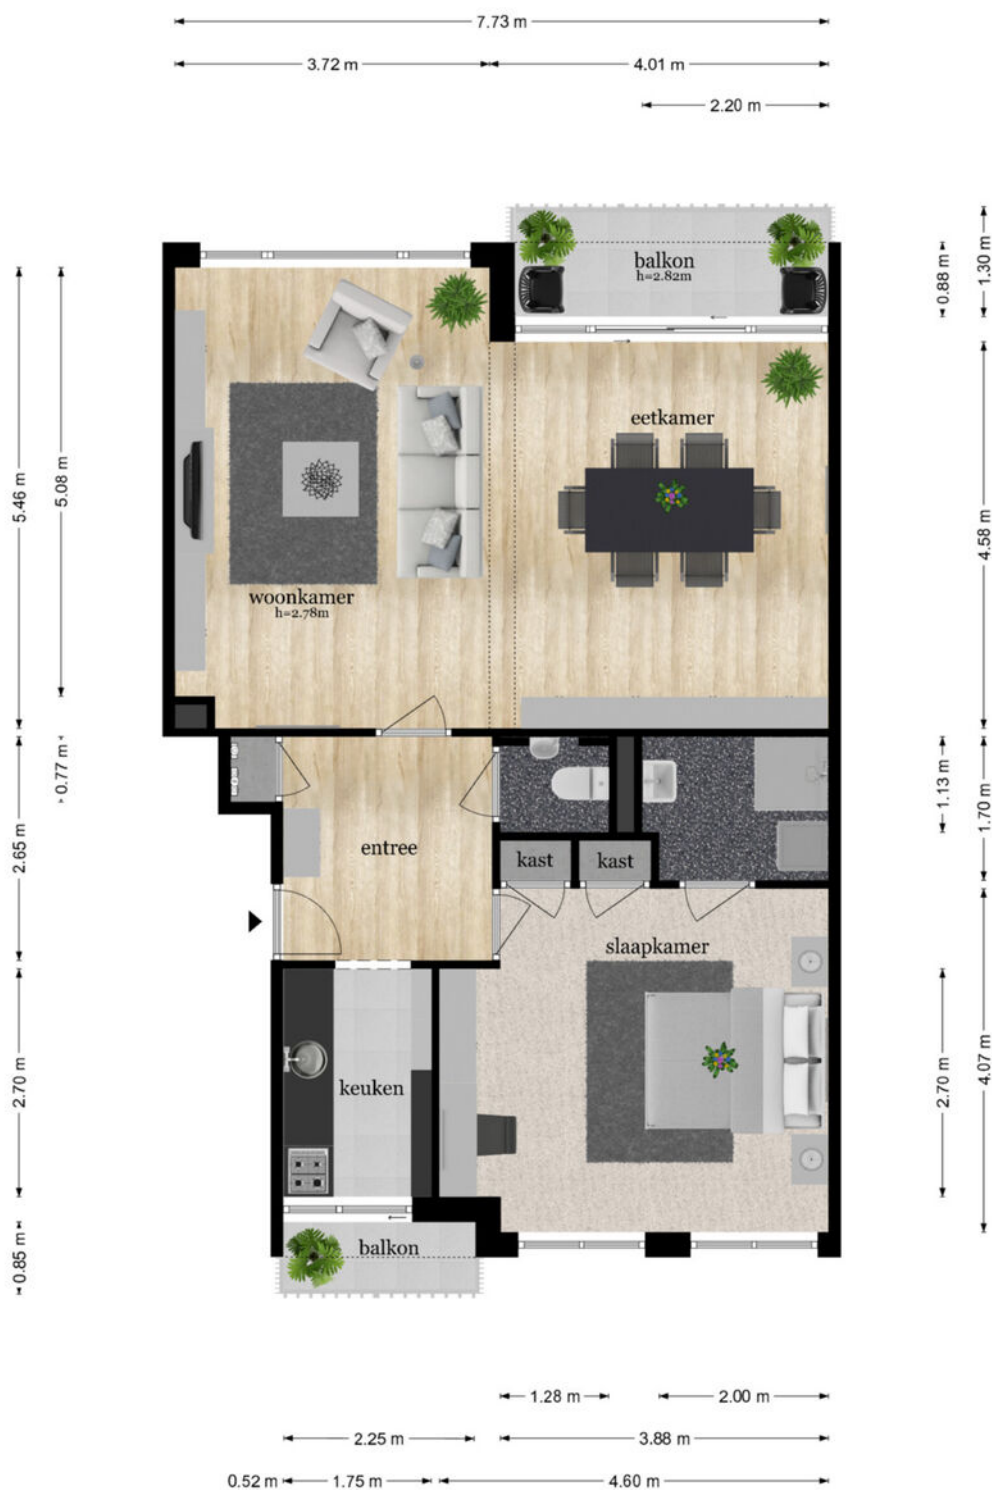 7.73 m
3.72 m
4.01 m
2.20 m
balkon
h=2.82m
0.88 m
1.30 m
eetkamer
5.46 m
5.08 m
4.58 m
woonkamer
h=2.78m
0.77 m
1.13 m
1.70 m
2.65 m
entree
kast
kast
slaapkamer
keuken
2.70 m
2.70 m
4.07 m
balkon
0.85 m
1.28 m
2.00 m
2.25 m
3.88 m
0.52 m
1.75 m
4.60 m